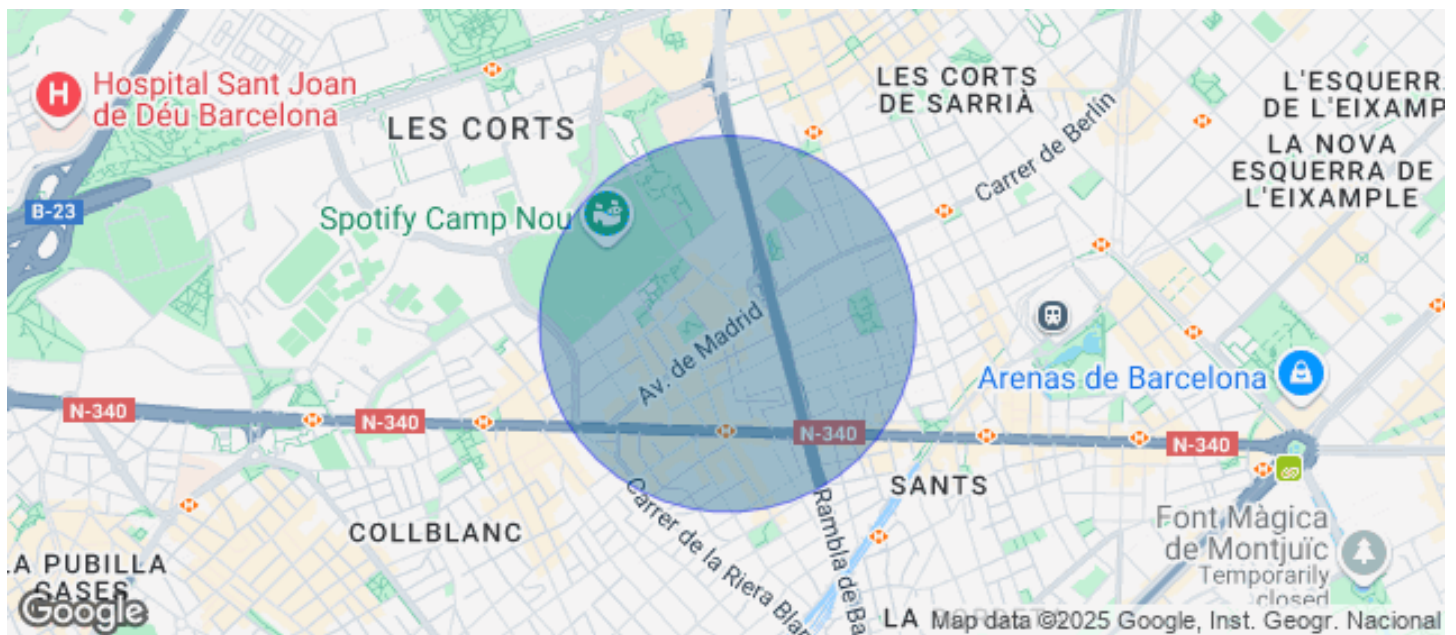 Hospital Sant Joan
de Déu Barcelona
LES CORTS
LES CORTS
DE SARRIÀ
L'ESQUERR
DE L'EIXAMP
LA NOVA
ESQUERRA DE
L'EIXAMPLE
Carrer de Berlín
B-23
Spotify Camp Nou
Av. de Madrid
Arenas de Barcelona
N-340
N-340
N-340
N-340
SANTS
COLLBLANC
Carrer de la Riera Blan
Rambla de Ba
Font Màgica
de Montjuïc
Temporarily
closed
A PUBILLA
CASES
Google
LA
Map data ©2025 Google, Inst. Geogr. Nacional